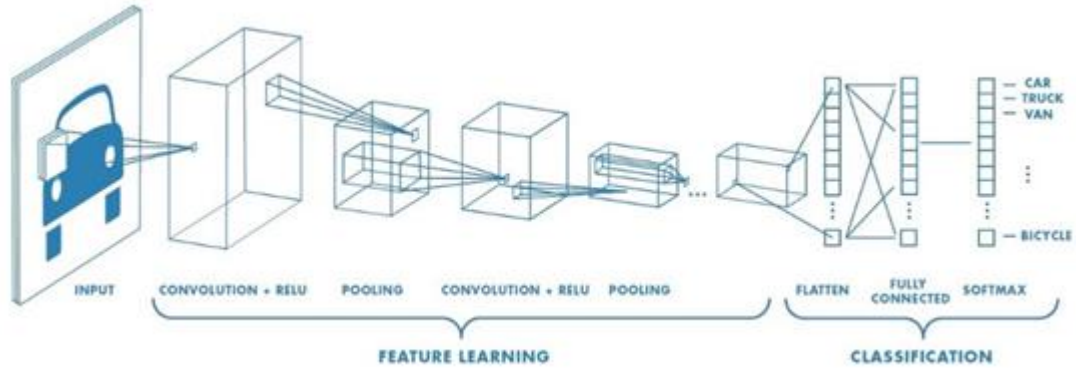 CAR
TRUCK
VAN
...
BICYCLE
INPUT
CONVOLUTION + RELU
POOLING
CONVOLUTION + RELU
POOLING
FLATTEN
FULLY
CONNECTED
SOFTMAX
FEATURE LEARNING
CLASSIFICATION